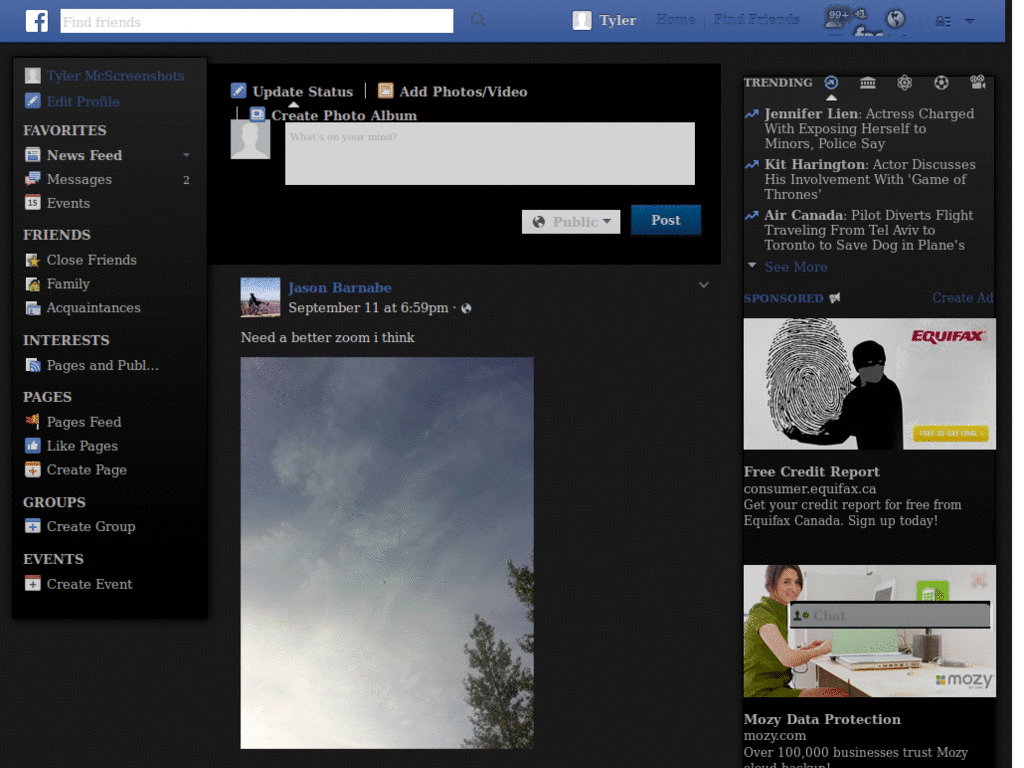 Find friends
Tyler
Home
Find Friends
99+
+1
Tyler McScreenshots
Edit Profile
FAVORITES
News Feed
Messages
2
15
Events
FRIENDS
Close Friends
Family
Acquaintances
INTERESTS
Pages and Publ...
PAGES
Pages Feed
Like Pages
Create Page
GROUPS
Create Group
EVENTS
Create Event
Update Status
Add Photos/Video
Create Photo Album
What's on your mind?
Public
Post
Jason Barnabe
September 11 at 6:59pm ·
Need a better zoom i think
TRENDING
Jennifer Lien: Actress Charged
With Exposing Herself to
Minors, Police Say
Kit Harington: Actor Discusses
His Involvement With 'Game of
Thrones'
Air Canada: Pilot Diverts Flight
Traveling From Tel Aviv to
Toronto to Save Dog in Plane's
See More
SPONSORED
Create Ad
EQUIFAX
Free Credit Report
consumer.equifax.ca
Get your credit report for free from
Equifax Canada. Sign up today!
Chat
mozy
Mozy Data Protection
mozy.com
Over 100,000 businesses trust Mozy
cloud backup!